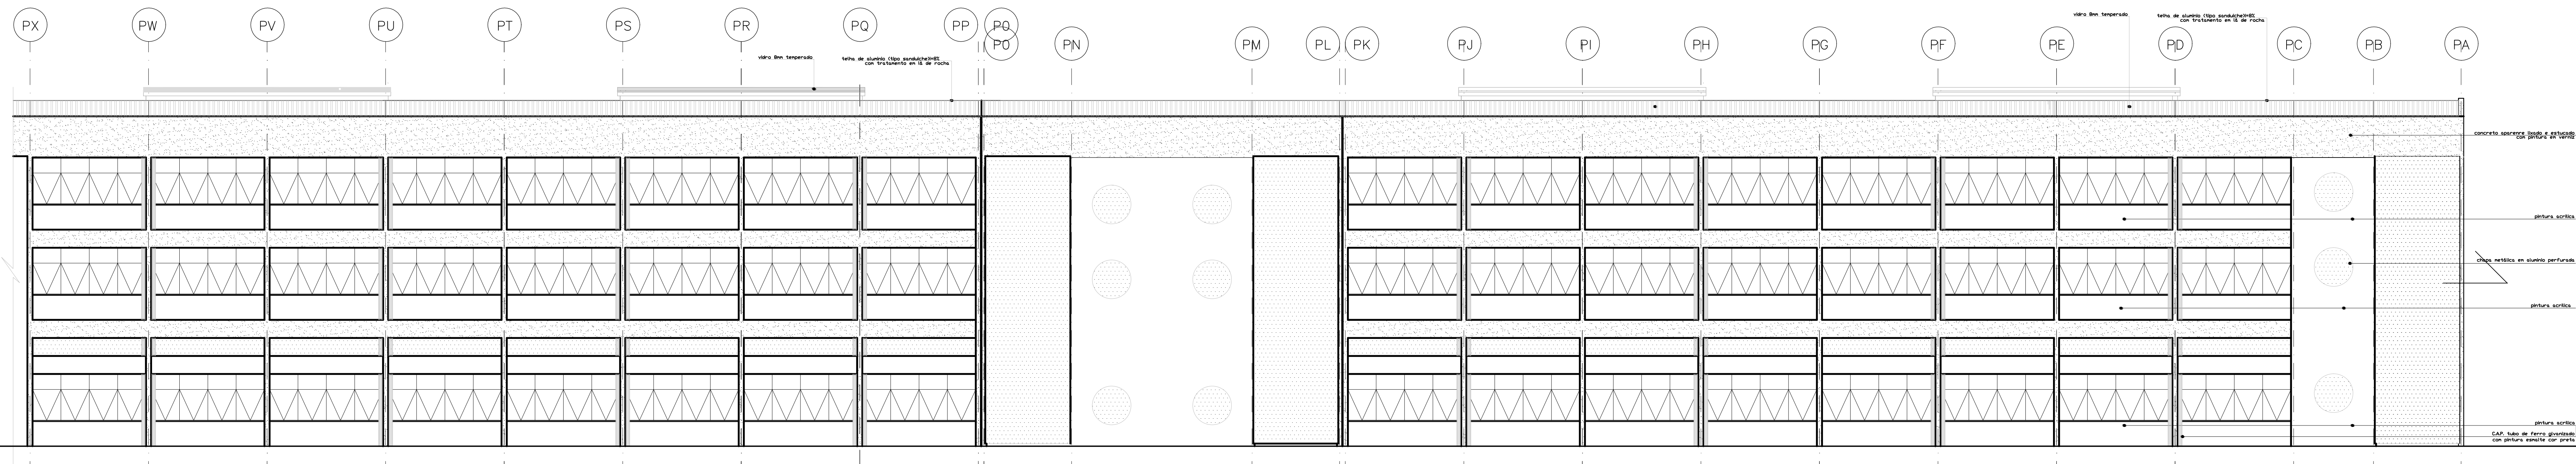 PX
PW
PV
PU
PT
PS
PR
PQ
PP
PO
PO
PN
PM
PL
PK
PJ
PI
PH
PG
PF
PE
PD
PC
PB
PA
vidro 8mm temperado
telha de alumínio (tipo sanduíche)i=8%
com tratamento em lã de rocha
vidro 8mm temperado
telha de alumínio (tipo sanduíche)i=8%
com tratamento em lã de rocha
concreto aparenre lixado e estucado
com pintura em verniz
pintura acrílica
chapa metálica em alumínio perfurada
pintura acrílica
pintura acrílica
C.A.P. tubo de ferro glvanizado
com pintura esmalte cor preta